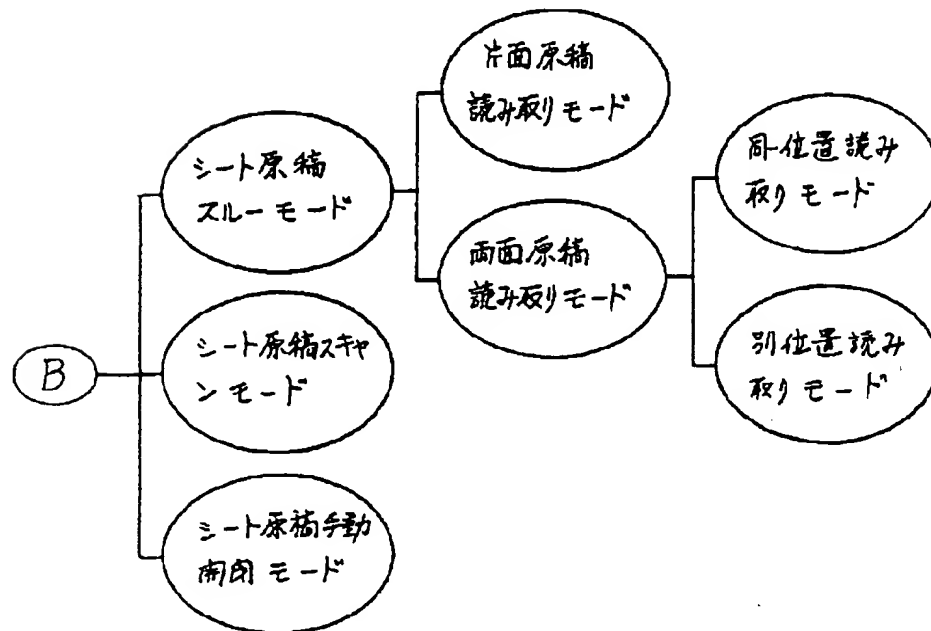 片面原稿
読み取りモード
シート原稿
スルーモード
同一位置読み
取りモード
両面原稿
読み取りモード
B
シート原稿スキャ
ンモード
別位置読み
取りモード
シート原稿手動
開閉モード